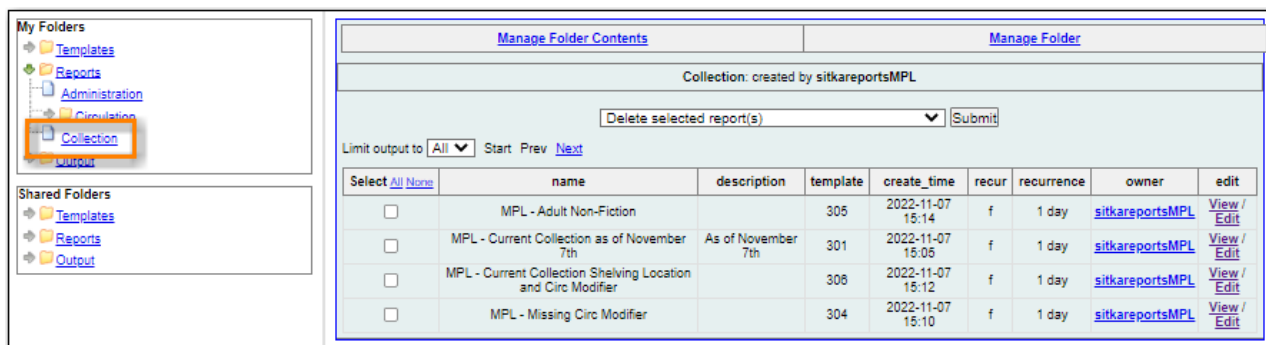 My Folders
Templates
Reports
Administration
Circulation
Collection
Output
Shared Folders
Templates
Reports
Output
Manage Folder Contents Manage Folder
Collection: created by sitkareportsMPL
Delete selected report(s) Submit
Limit output to All Start Prev Next
Select All None name description template create_time recur recurrence owner edit
MPL - Adult Non-Fiction 305 2022-11-07 15:14 f 1 day sitkareportsMPL View / Edit
MPL - Current Collection as of November 7th As of November 7th 301 2022-11-07 15:05 f 1 day sitkareportsMPL View / Edit
MPL - Current Collection Shelving Location and Circ Modifier 306 2022-11-07 15:12 f 1 day sitkareportsMPL View / Edit
MPL - Missing Circ Modifier 304 2022-11-07 15:10 f 1 day sitkareportsMPL View / Edit